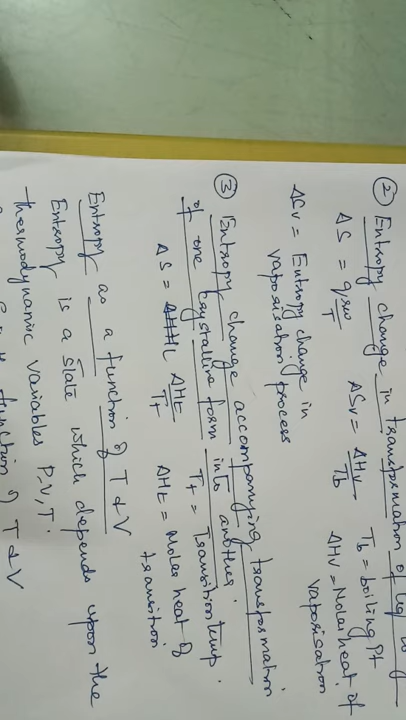 ② Entropy change in transformation of liq to
ΔS = qrev/T ΔSv = ΔHv/Tb Tb = boiling pt
ΔHv = Molar heat of
vaporisation
ΔSv = Entropy change in
vaporisation process
③ Entropy change accompanying transformation
of one crystalline form into another.
ΔS = ΔHt/Tt Tt = Transition temp.
ΔHt = Molar heat of
transition
Entropy as a function of T & V
Entropy is a state which depends upon the
thermodynamic variables P, V, T.
function of T & V